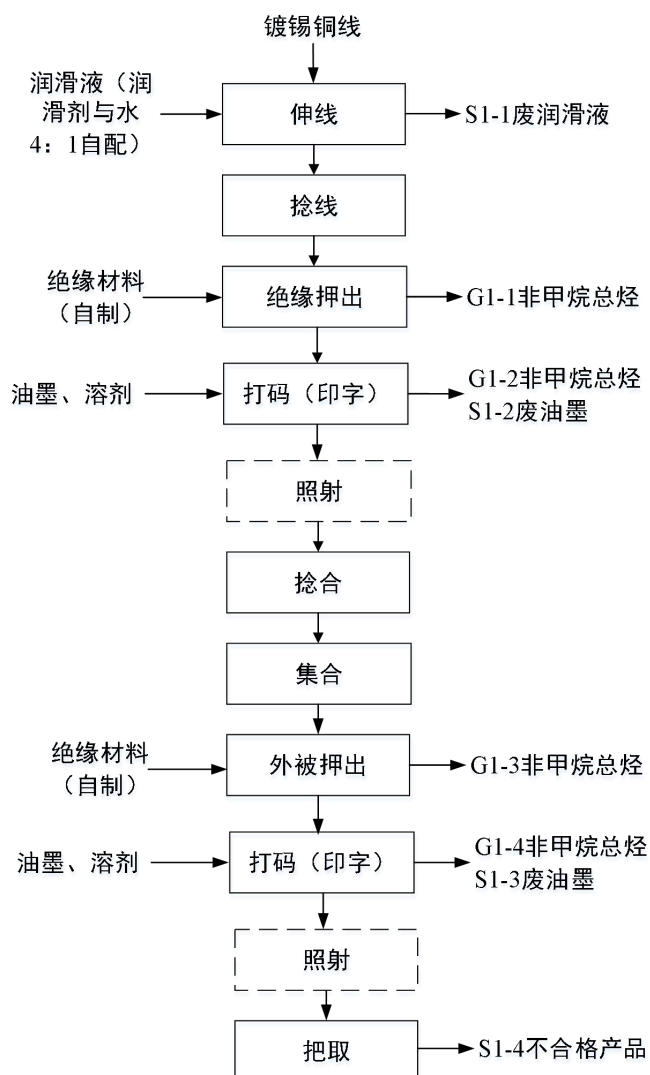 镀锡铜线
润滑液（润
滑剂与水
4：1自配）
伸线
S1-1废润滑液
捻线
绝缘材料
（自制）
绝缘押出
G1-1非甲烷总烃
油墨、溶剂
打码（印字）
G1-2非甲烷总烃
S1-2废油墨
照射
捻合
集合
绝缘材料
（自制）
外被押出
G1-3非甲烷总烃
油墨、溶剂
打码（印字）
G1-4非甲烷总烃
S1-3废油墨
照射
把取
S1-4不合格产品